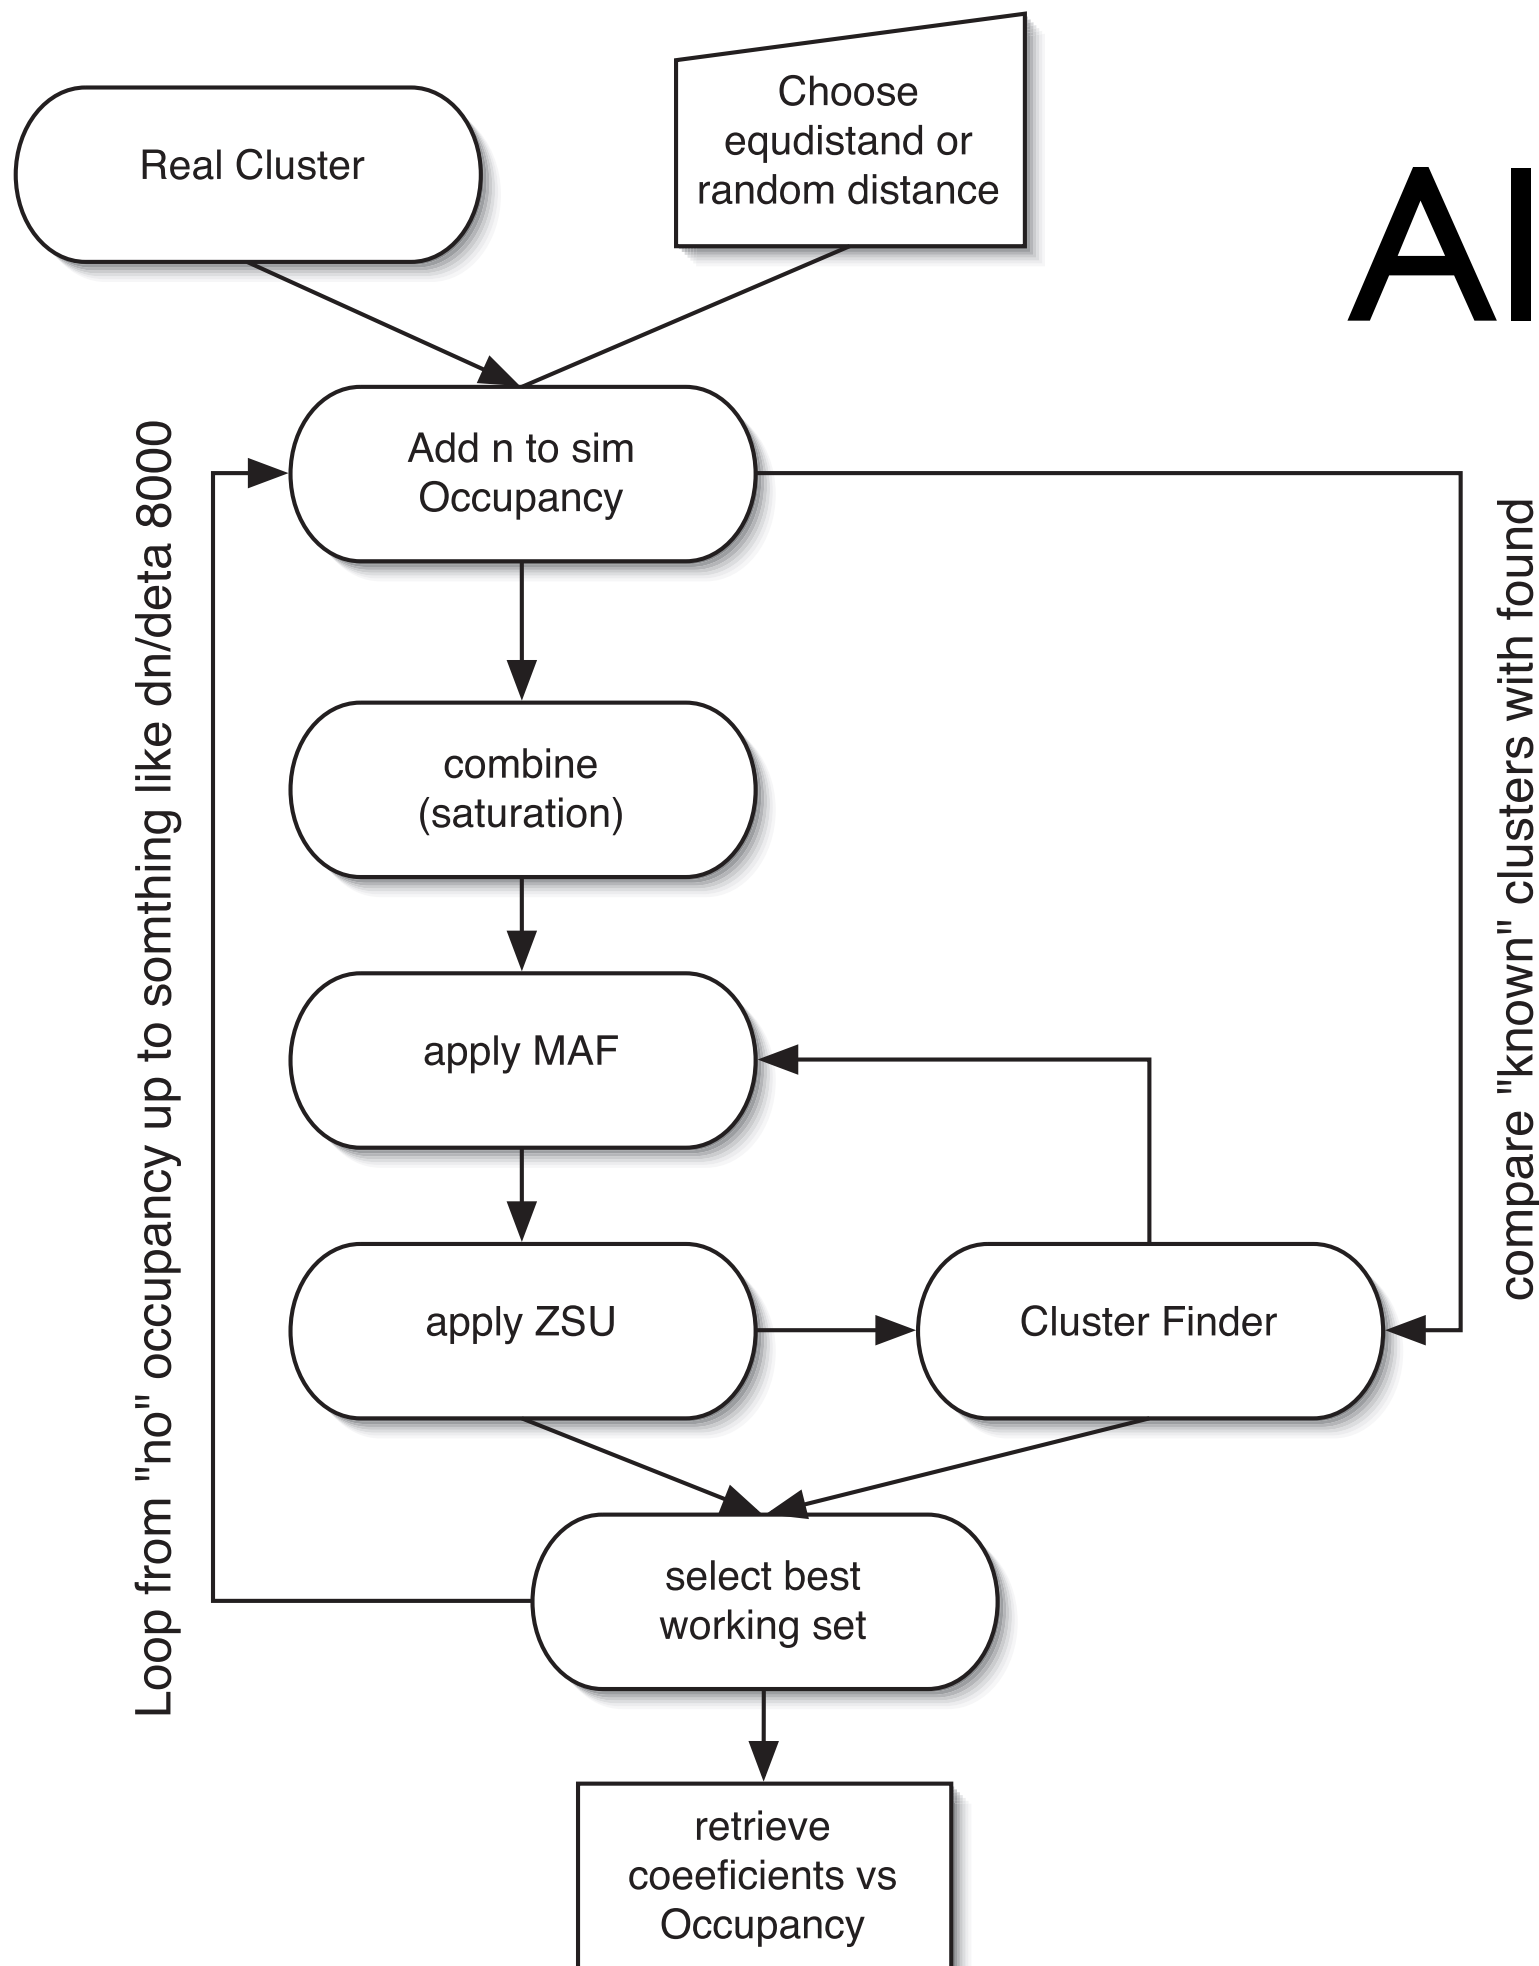 Choose
equdistand or
random distance
Real Cluster
Al
Add n to sim
Occupancy
Loop from "no" occupancy up to somthing like dn/deta 8000
compare "known" clusters with found
combine
(saturation)
apply MAF
apply ZSU
Cluster Finder
select best
working set
retrieve
coeeficients vs
Occupancy